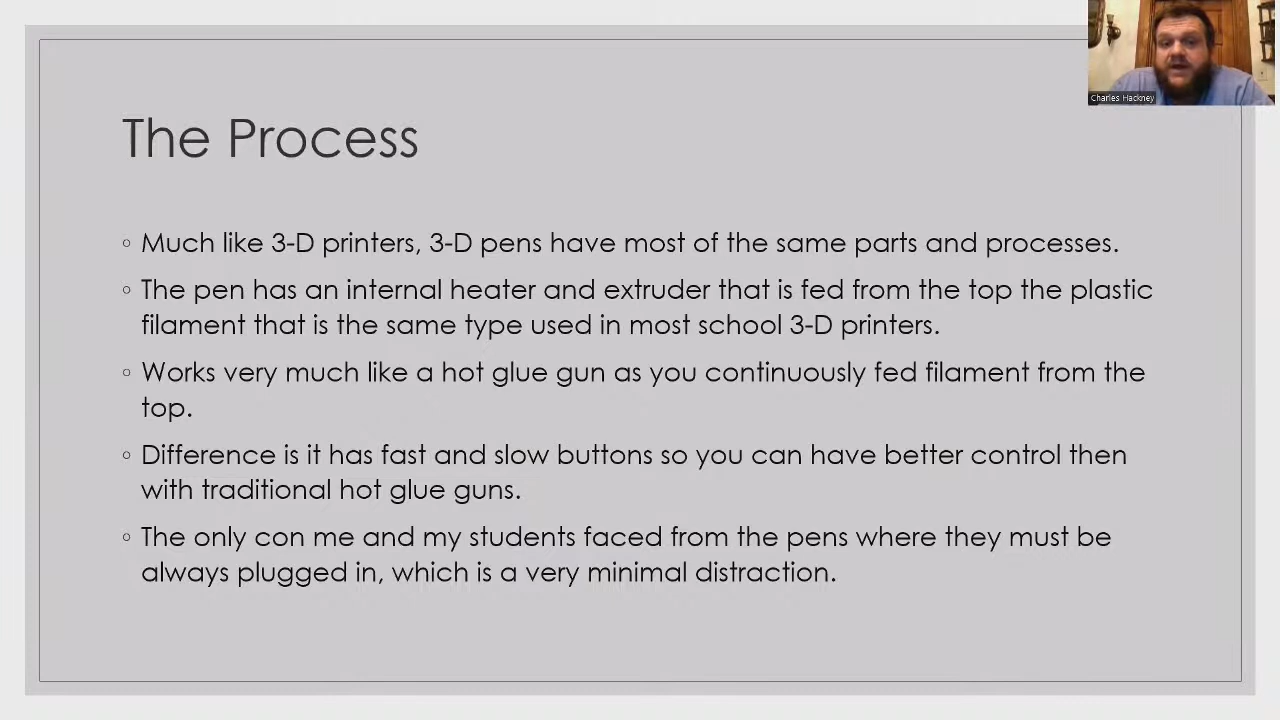 Charles Hackney
The Process
◦ Much like 3-D printers, 3-D pens have most of the same parts and processes.
◦ The pen has an internal heater and extruder that is fed from the top the plastic
filament that is the same type used in most school 3-D printers.
◦ Works very much like a hot glue gun as you continuously fed filament from the
top.
◦ Difference is it has fast and slow buttons so you can have better control then
with traditional hot glue guns.
◦ The only con me and my students faced from the pens where they must be
always plugged in, which is a very minimal distraction.